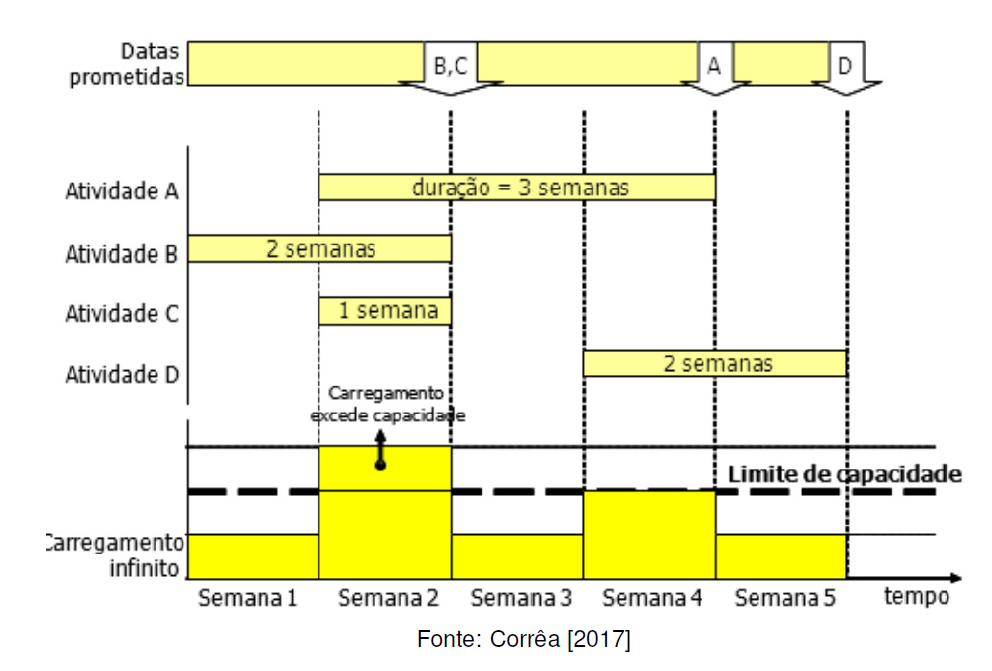 Datas
prometidas
B,C
A
D
Atividade A
duração = 3 semanas
Atividade B
2 semanas
Atividade C
1 semana
Atividade D
2 semanas
Carregamento
excede capacidade
Limite de capacidade
Carregamento
infinito
Semana 1
Semana 2
Semana 3
Semana 4
Semana 5
tempo
Fonte: Corrêa [2017]